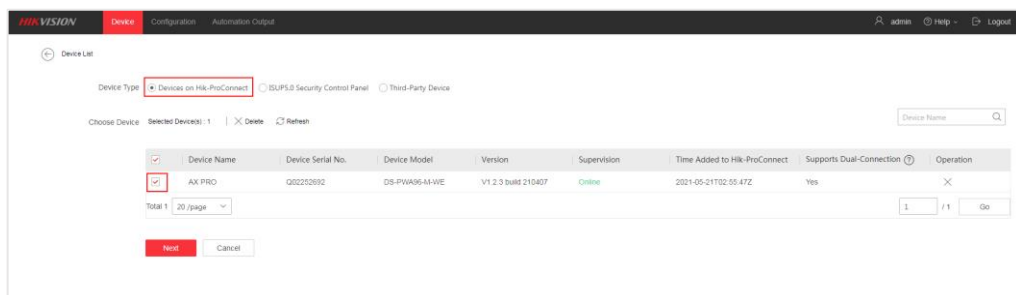 HIKVISION Device Configuration Automation Output admin Help Logout
Device List
Device Type Devices on Hik-ProConnect ISUP5.0 Security Control Panel Third-Party Device
Choose Device Selected Device(s) : 1 Delete Refresh Device Name
Device Name Device Serial No. Device Model Version Supervision Time Added to Hik-ProConnect Supports Dual-Connection Operation
AX PRO Q02252692 DS-PWA96-M-WE V1.2.3 build 210407 Online 2021-05-21T02:55:47Z Yes
Total 1 20 /page 1 / 1 Go
Next Cancel